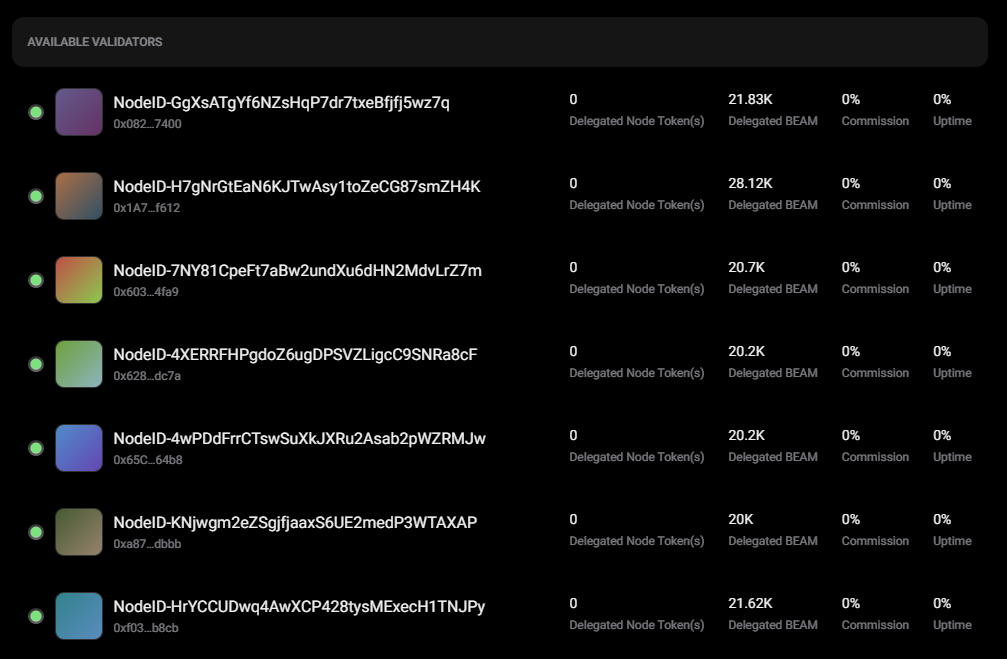 AVAILABLE VALIDATORS
NodeID-GgXsATgYf6NZsHqP7dr7txeBfjfj5wz7q 0 21.83K 0% 0%
0x082...7400 Delegated Node Token(s) Delegated BEAM Commission Uptime
NodeID-H7gNrGtEaN6KJTwAsy1toZeCG87smZH4K 0 28.12K 0% 0%
0x1A7...f612 Delegated Node Token(s) Delegated BEAM Commission Uptime
NodeID-7NY81CpeFt7aBw2undXu6dHN2MdvLrZ7m 0 20.7K 0% 0%
0x603...4fa9 Delegated Node Token(s) Delegated BEAM Commission Uptime
NodeID-4XERRFHPgdoZ6ugDPSVZLigcC9SNRa8cF 0 20.2K 0% 0%
0x628...dc7a Delegated Node Token(s) Delegated BEAM Commission Uptime
NodeID-4wPDdFrrCTswSuXkJXRu2Asab2pWZRMJw 0 20.2K 0% 0%
0x65C...64b8 Delegated Node Token(s) Delegated BEAM Commission Uptime
NodeID-KNjwgm2eZSgjfjaaxS6UE2medP3WTAXAP 0 20K 0% 0%
0xa87...dbbb Delegated Node Token(s) Delegated BEAM Commission Uptime
NodeID-HrYCCUDwq4AwXCP428tysMExecH1TNJPy 0 21.62K 0% 0%
0xf03...b8cb Delegated Node Token(s) Delegated BEAM Commission Uptime